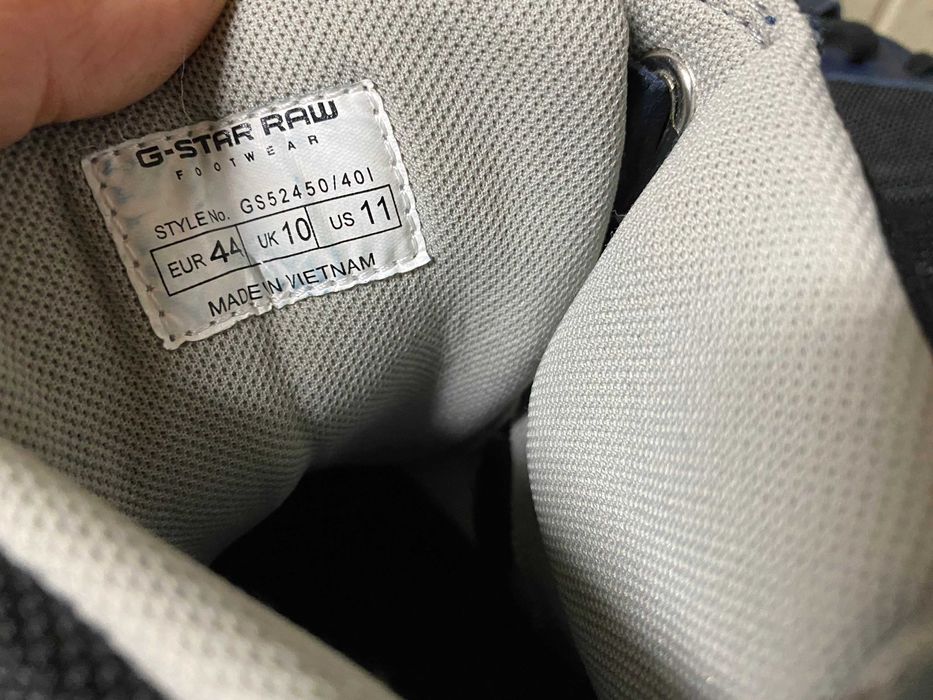 G-STAR RAW
FOOTWEAR
STYLE No. GS52450/401
EUR 44 UK 10 US 11
MADE IN VIETNAM